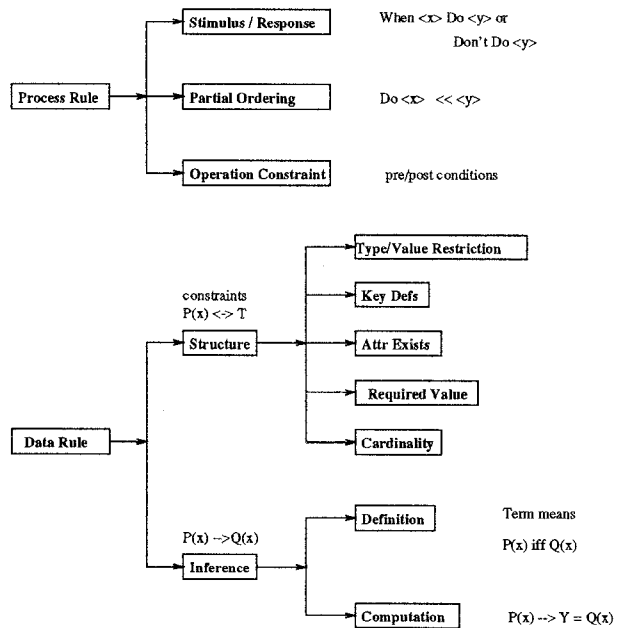 Stimulus / Response
When <x> Do <y> or
Don't Do <y>
Process Rule
Partial Ordering
Do <x> << <y>
Operation Constraint
pre/post conditions
Type/Value Restriction
constraints
P(x) <-> T
Key Defs
Structure
Attr Exists
Required Value
Data Rule
Cardinality
P(x) -->Q(x)
Definition
Term means
P(x) iff Q(x)
Inference
Computation
P(x) --> Y = Q(x)